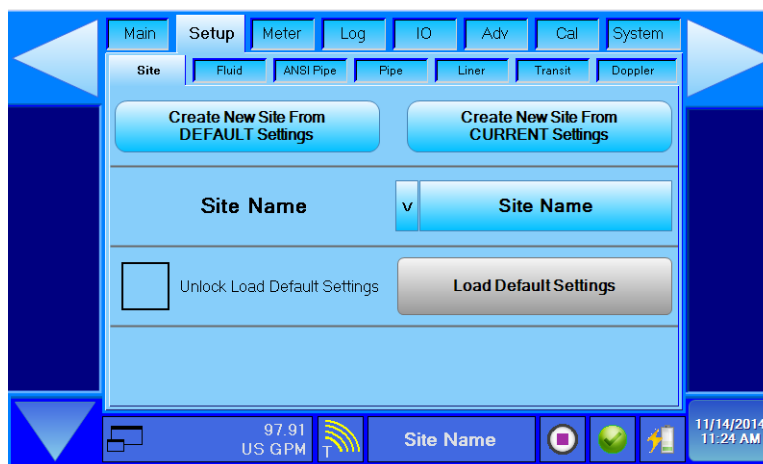 Main Setup Meter Log IO Adv Cal System
Site Fluid ANSI Pipe Pipe Liner Transit Doppler
Create New Site From
DEFAULT Settings
Create New Site From
CURRENT Settings
Site Name v Site Name
Unlock Load Default Settings Load Default Settings
97.91
US GPM
T
Site Name
11/14/2014
11:24 AM